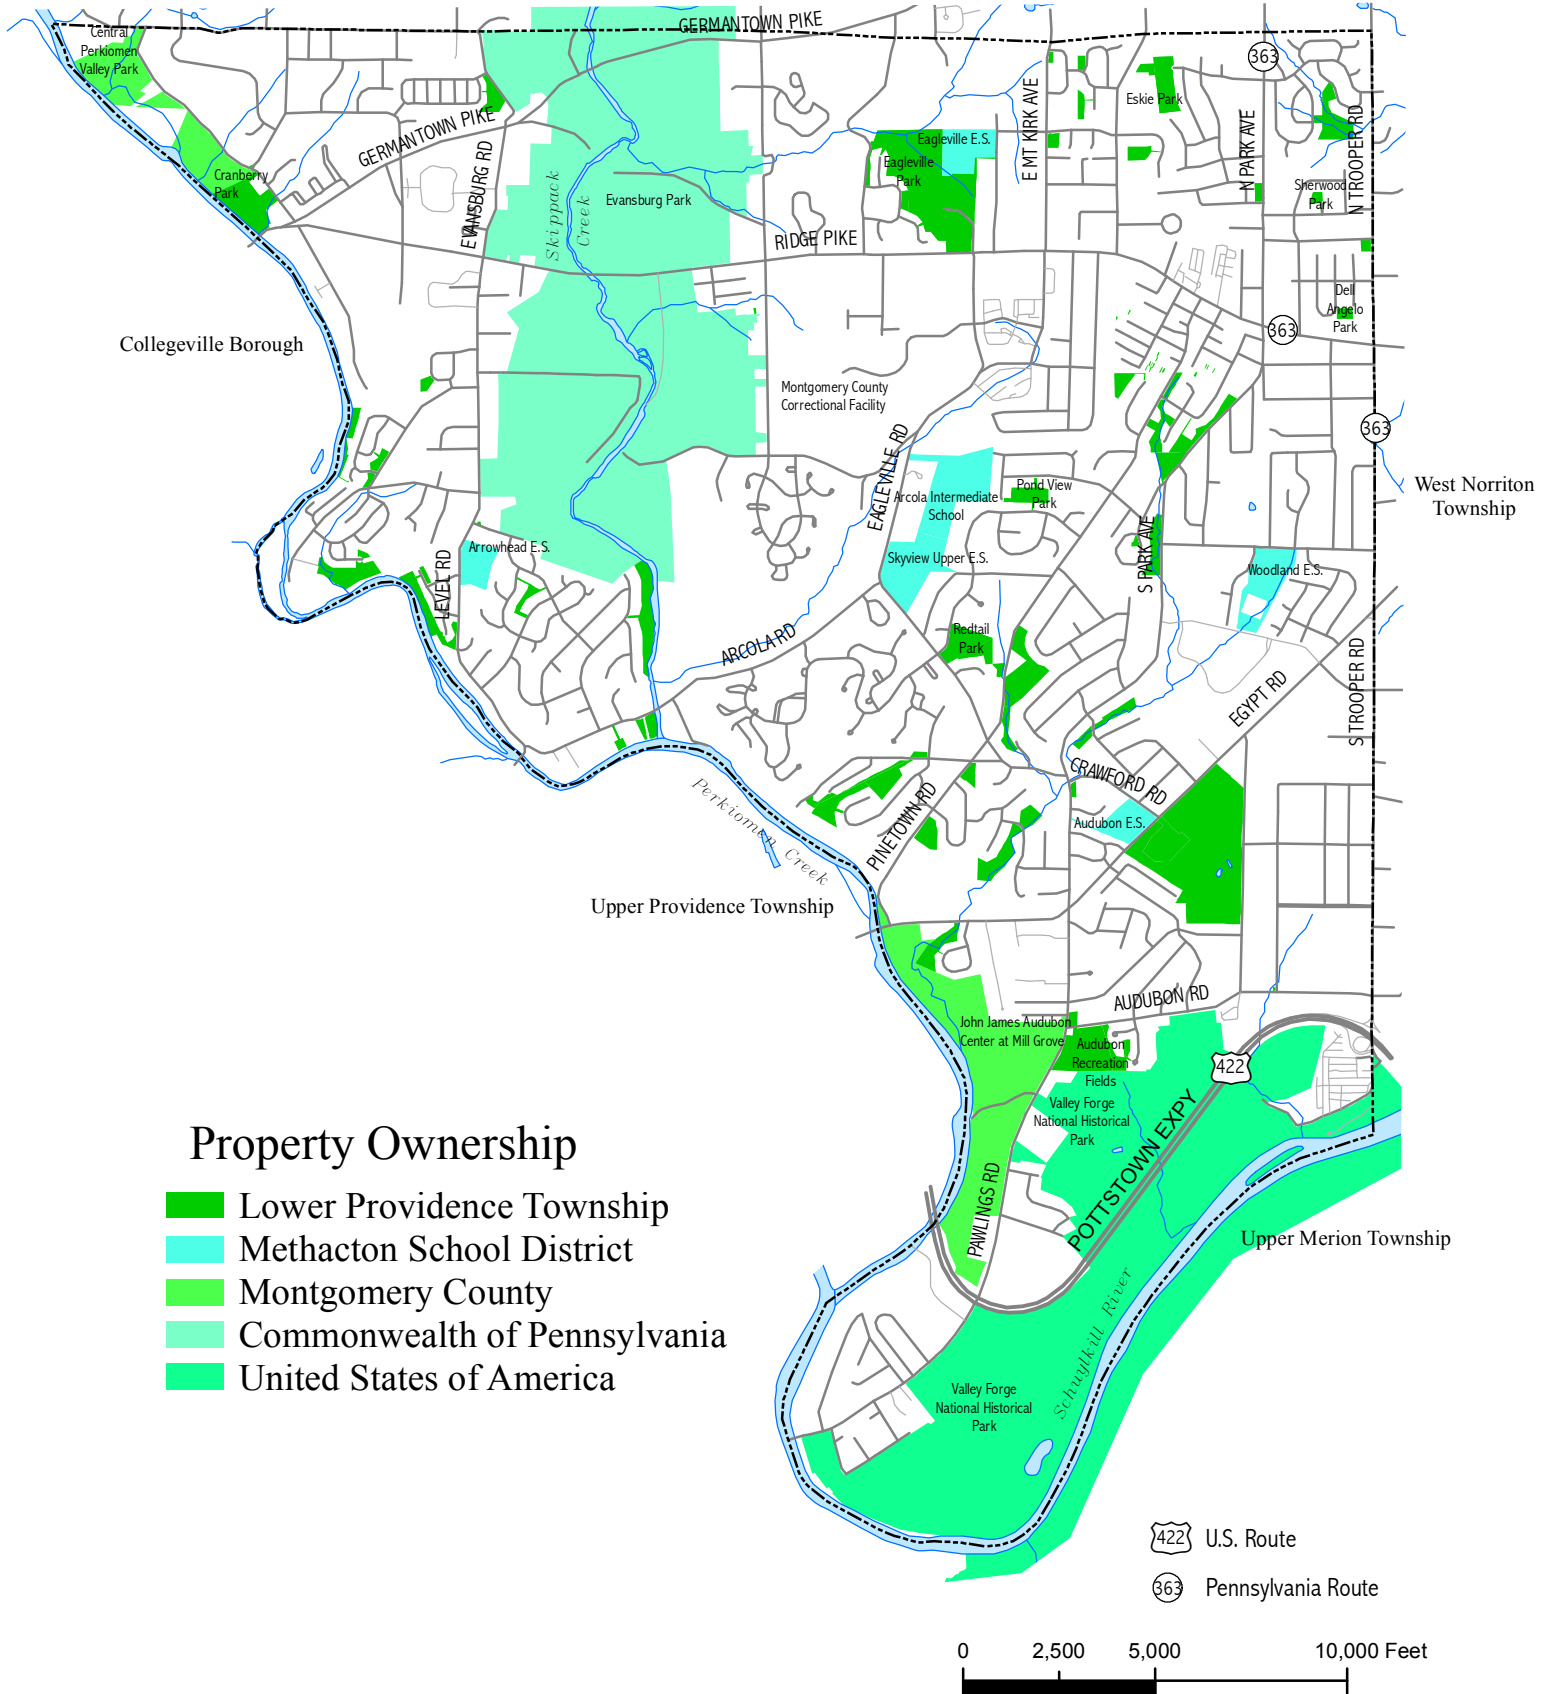 GERMANTOWN PIKE
Central
Perkiomen
Valley Park
363
Eskie Park
E MT KIRK AVE
N PARK AVE
N TROOPER RD
GERMANTOWN PIKE
EVANSBURG RD
Eagleville E.S.
Eagleville
Park
Cranberry
Park
Skippack
Creek
Evansburg Park
Sherwood
Park
RIDGE PIKE
Dell
Angelo
Park
363
Collegeville Borough
Montgomery County
Correctional Facility
363
EAGLEVILLE RD
West Norriton
Township
Arcola Intermediate
School
Pond View
Park
S PARK AVE
Arrowhead E.S.
Skyview Upper E.S.
Woodland E.S.
LEVEL RD
ARCOLA RD
Redtail
Park
EGYPT RD
S TROOPER RD
CRAWFORD RD
Perkiomen Creek
PINETOWN RD
Audubon E.S.
Upper Providence Township
AUDUBON RD
John James Audubon
Center at Mill Grove
Audubon
Recreation
Fields
422
Valley Forge
National Historical
Park
POTTSTOWN EXPY
PAWLINGS RD
Upper Merion Township
Schuylkill River
Valley Forge
National Historical
Park
Property Ownership
Lower Providence Township
Methacton School District
Montgomery County
Commonwealth of Pennsylvania
United States of America
422 U.S. Route
363 Pennsylvania Route
0 2,500 5,000 10,000 Feet